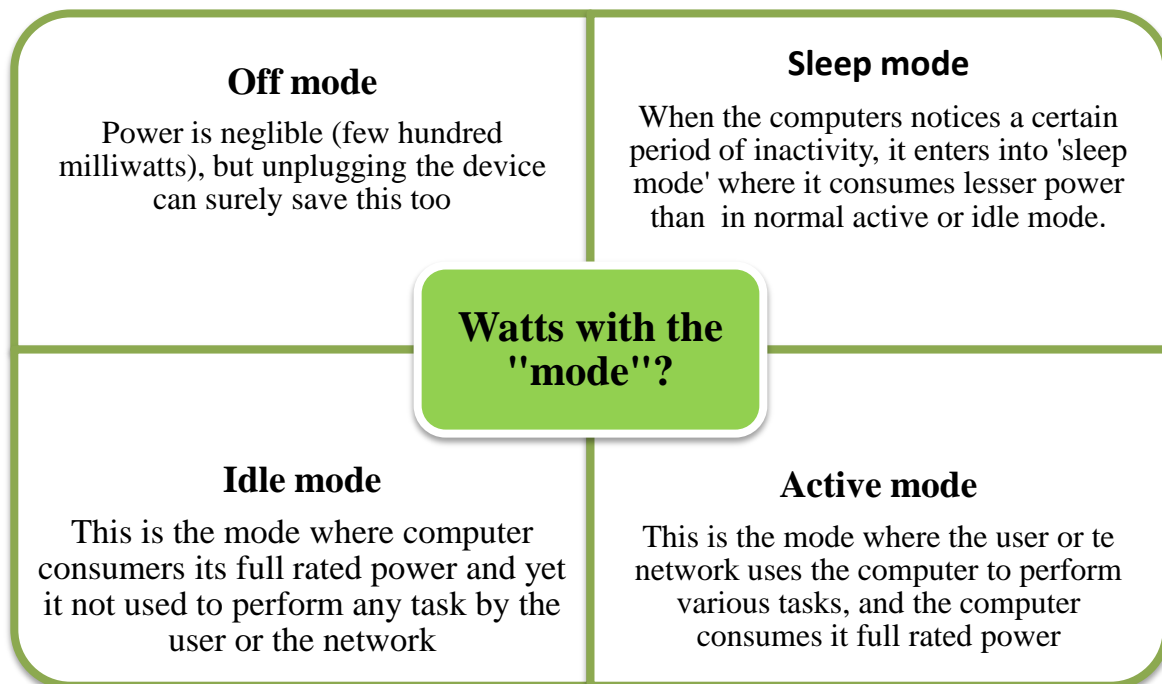 Off mode
Power is neglible (few hundred
milliwatts), but unplugging the device
can surely save this too
Sleep mode
When the computers notices a certain
period of inactivity, it enters into 'sleep
mode' where it consumes lesser power
than in normal active or idle mode.
Watts with the
"mode"?
Idle mode
This is the mode where computer
consumers its full rated power and yet
it not used to perform any task by the
user or the network
Active mode
This is the mode where the user or te
network uses the computer to perform
various tasks, and the computer
consumes it full rated power